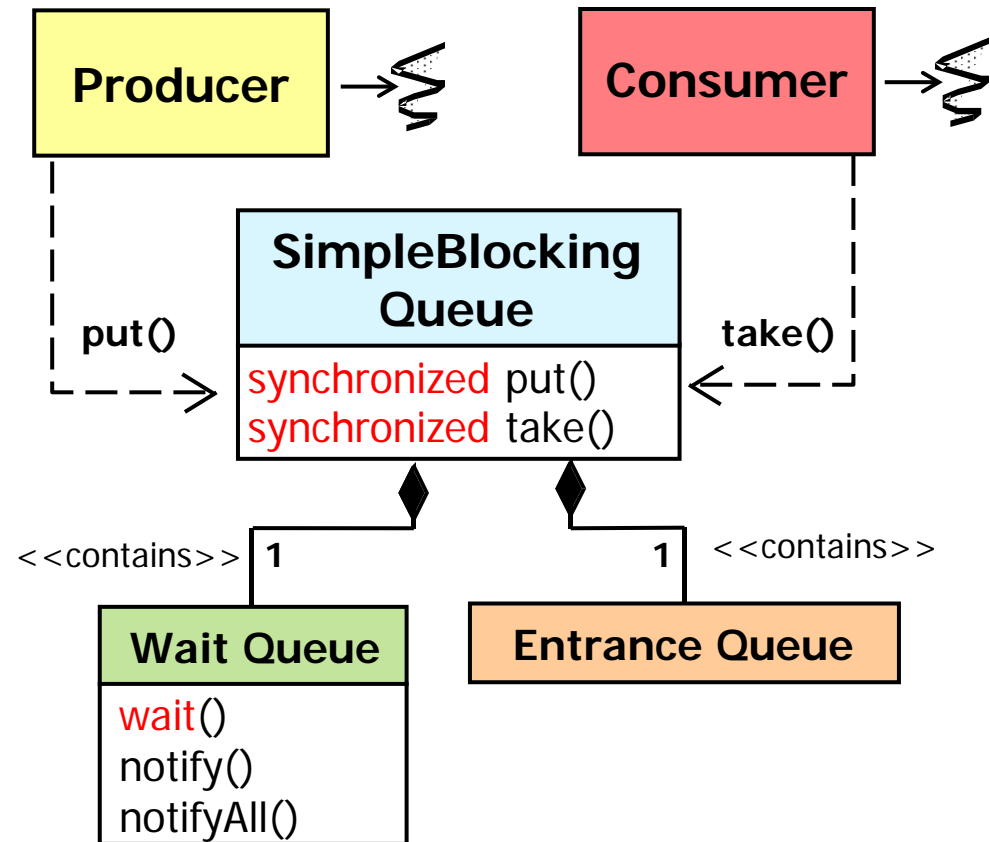 Producer
Consumer
SimpleBlocking
Queue
put()
take()
synchronized put()
synchronized take()
<<contains>>
1
1
<<contains>>
Wait Queue
Entrance Queue
wait()
notify()
notifyAll()